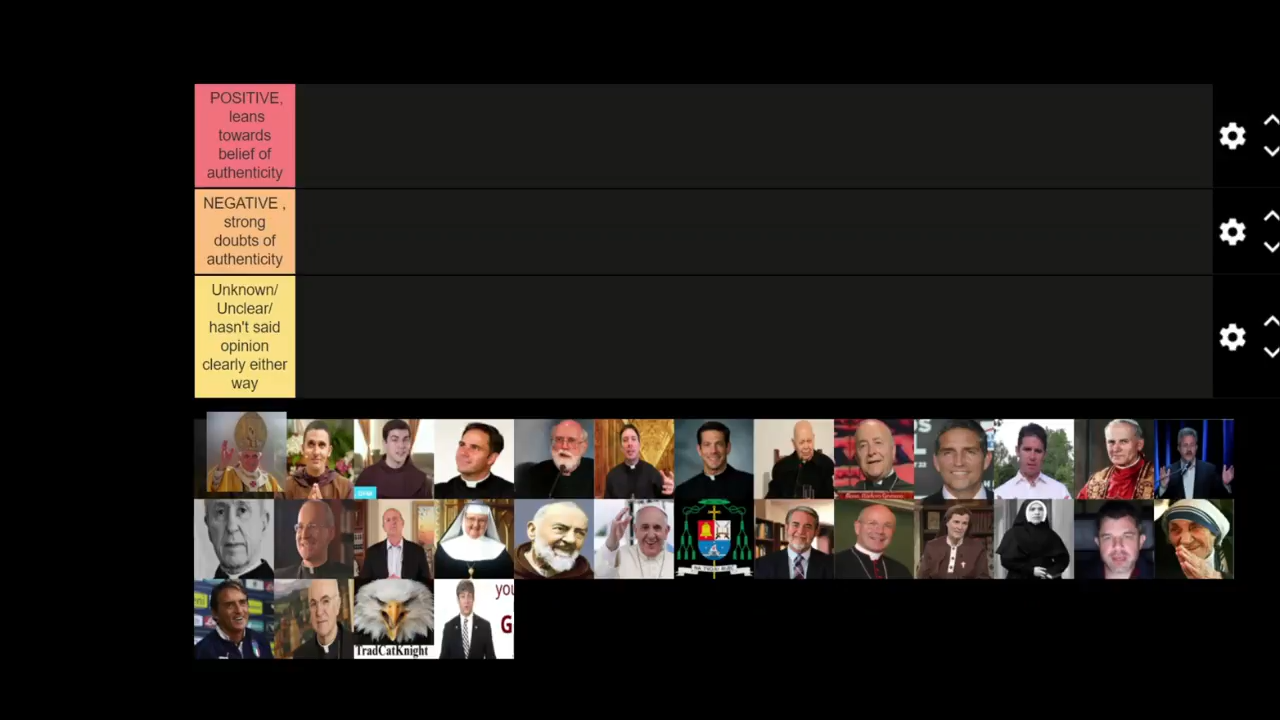 POSITIVE,
leans
towards
belief of
authenticity
NEGATIVE ,
strong
doubts of
authenticity
Unknown/
Unclear/
hasn't said
opinion
clearly either
way
TradCatKnight
you
G